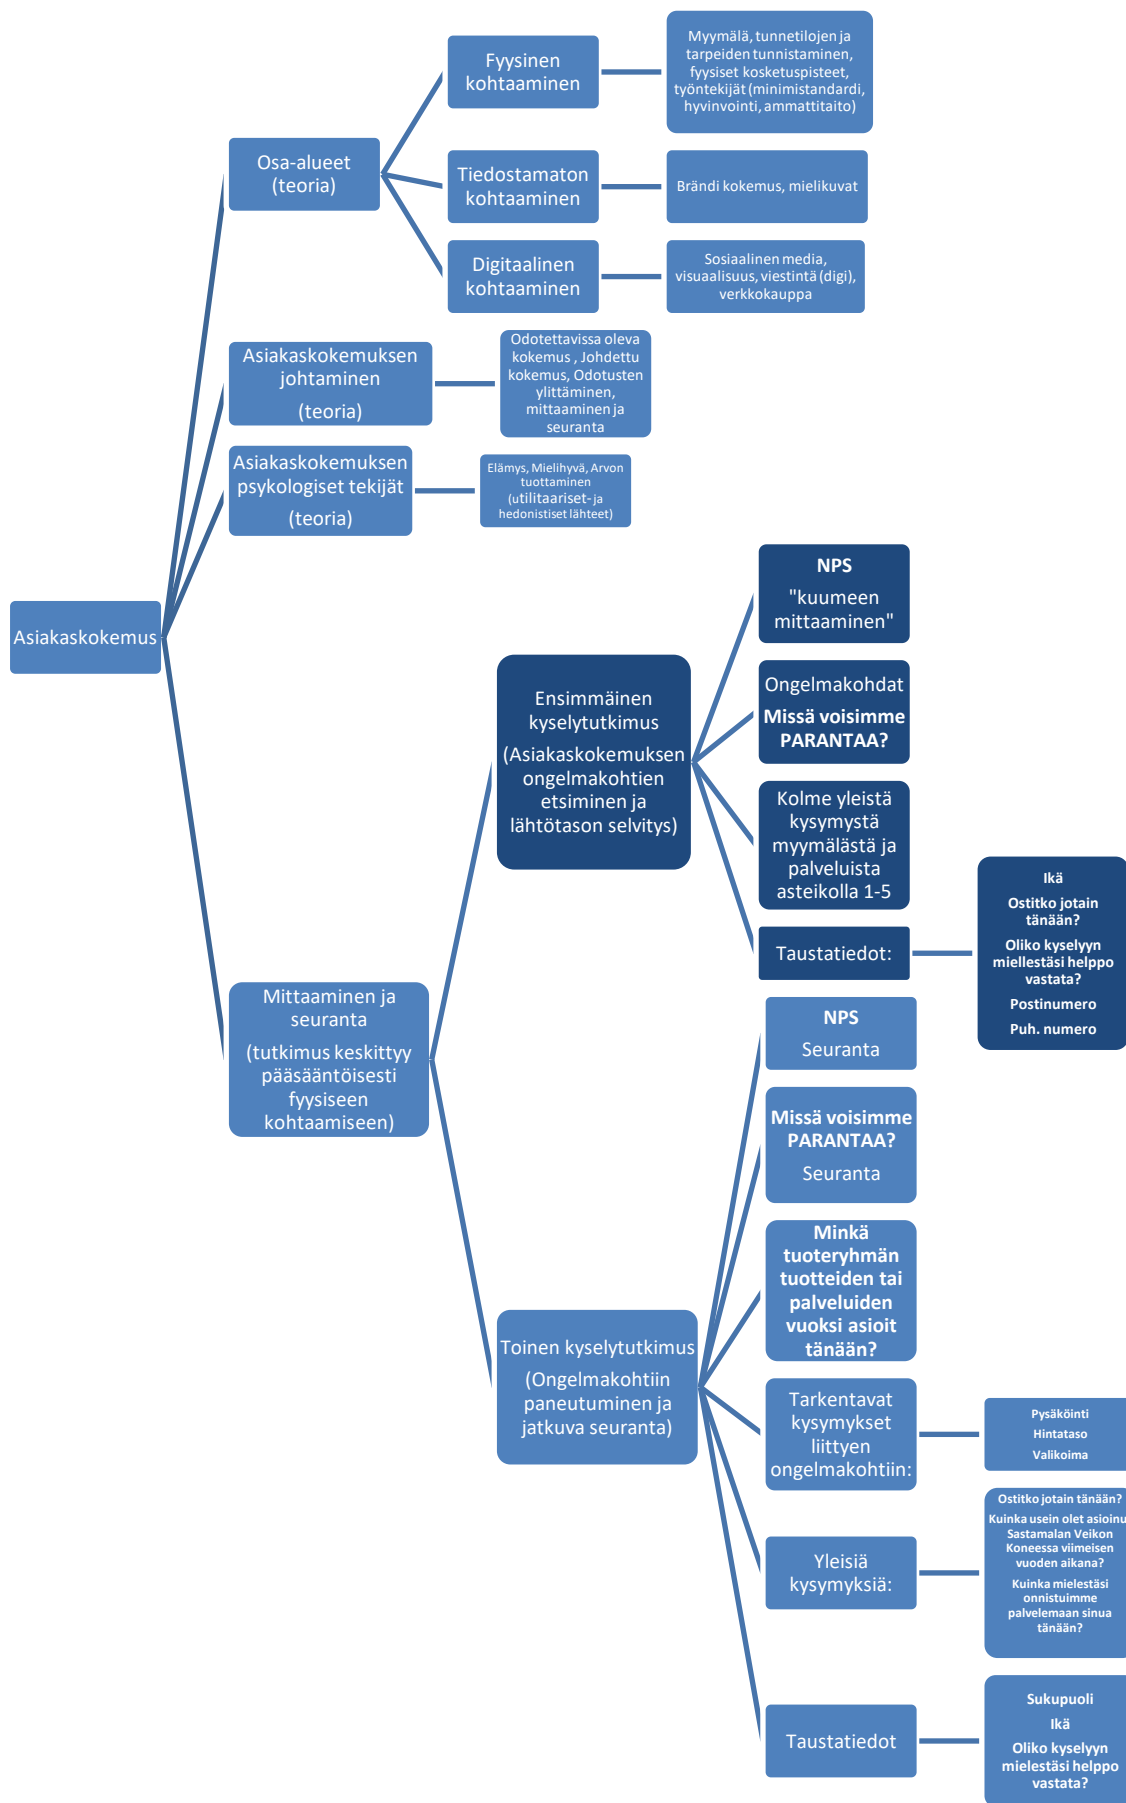 Asiakaskokemus
Osa-alueet
(teoria)
Fyysinen
kohtaaminen
Myymälä, tunnetilojen ja
tarpeiden tunnistaminen,
fyysiset kosketuspisteet,
työntekijät (minimistandardi,
hyvinvointi, ammattitaito)
Tiedostamaton
kohtaaminen
Brändi kokemus, mielikuvat
Digitaalinen
kohtaaminen
Sosiaalinen media,
visuaalisuus, viestintä (digi),
verkkokauppa
Asiakaskokemuksen
johtaminen
(teoria)
Odotettavissa oleva
kokemus , Johdettu
kokemus, Odotusten
ylittäminen,
mittaaminen ja
seuranta
Asiakaskokemuksen
psykologiset tekijät
(teoria)
Elämys, Mielihyvä, Arvon
tuottaminen
(utilitaariset- ja
hedonistiset lähteet)
Mittaaminen ja
seuranta
(tutkimus keskittyy
pääsääntöisesti
fyysiseen
kohtaamiseen)
Ensimmäinen
kyselytutkimus
(Asiakaskokemuksen
ongelmakohtien
etsiminen ja
lähtötason selvitys)
NPS
"kuumeen
mittaaminen"
Ongelmakohdat
Missä voisimme
PARANTAA?
Kolme yleistä
kysymystä
myymälästä ja
palveluista
asteikolla 1-5
Taustatiedot:
Ikä
Ostitko jotain
tänään?
Oliko kyselyyn
miellestäsi helppo
vastata?
Postinumero
Puh. numero
Toinen kyselytutkimus
(Ongelmakohtiin
paneutuminen ja
jatkuva seuranta)
NPS
Seuranta
Missä voisimme
PARANTAA?
Seuranta
Minkä
tuoteryhmän
tuotteiden tai
palveluiden
vuoksi asioit
tänään?
Tarkentavat
kysymykset
liittyen
ongelmakohtiin:
Pysäköinti
Hintataso
Valikoima
Yleisiä
kysymyksiä:
Ostitko jotain tänään?
Kuinka usein olet asioinu
Sastamalan Veikon
Koneessa viimeisen
vuoden aikana?
Kuinka mielestäsi
onnistuimme
palvelemaan sinua
tänään?
Taustatiedot
Sukupuoli
Ikä
Oliko kyselyyn
mielestäsi helppo
vastata?